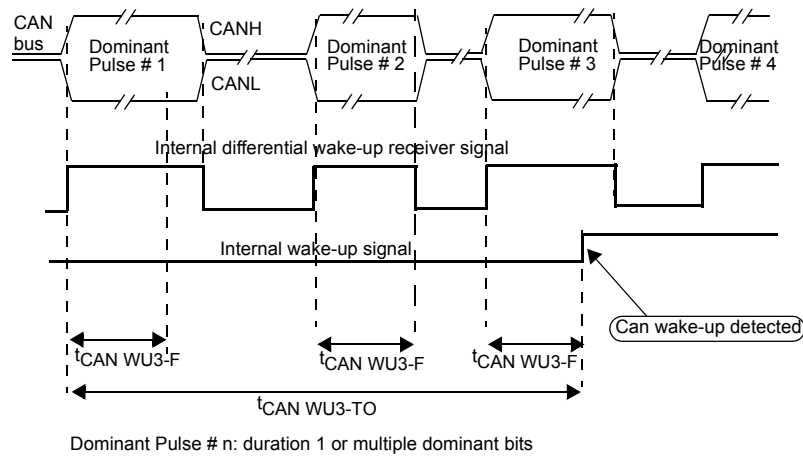 CAN
bus
CANH
CANL
Dominant
Pulse # 1
Dominant
Pulse # 2
Dominant
Pulse # 3
Dominant
Pulse # 4
Internal differential wake-up receiver signal
Internal wake-up signal
Can wake-up detected
tCAN WU3-F
tCAN WU3-F
tCAN WU3-F
tCAN WU3-TO
Dominant Pulse # n: duration 1 or multiple dominant bits